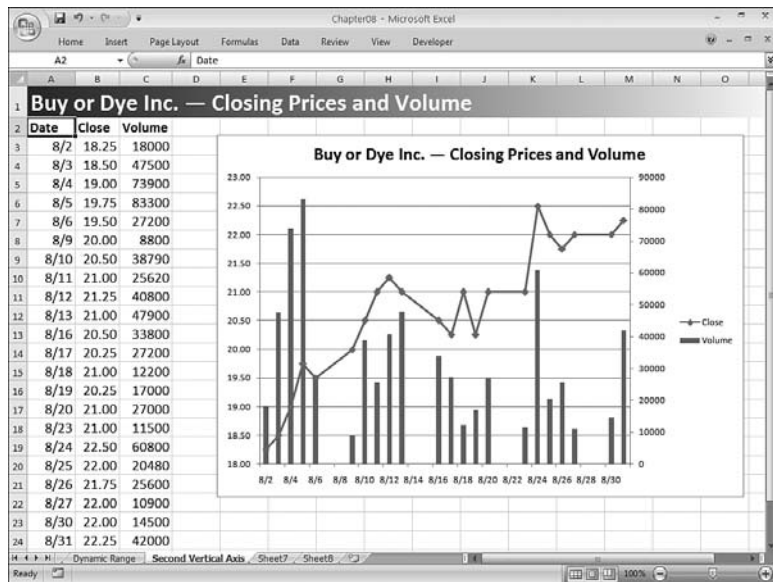 Chapter08 - Microsoft Excel
Home Insert Page Layout Formulas Data Review View Developer
A2 fx Date
A B C D E F G H I J K L M N O
1 Buy or Dye Inc. — Closing Prices and Volume
2 Date Close Volume
3 8/2 18.25 18000
4 8/3 18.50 47500
5 8/4 19.00 73900
6 8/5 19.75 83300
7 8/6 19.50 27200
8 8/9 20.00 8800
9 8/10 20.50 38790
10 8/11 21.00 25620
11 8/12 21.25 40800
12 8/13 21.00 47900
13 8/16 20.50 33800
14 8/17 20.25 27200
15 8/18 21.00 12200
16 8/19 20.25 17000
17 8/20 21.00 27000
18 8/23 21.00 11500
19 8/24 22.50 60800
20 8/25 22.00 20480
21 8/26 21.75 25600
22 8/27 22.00 10900
23 8/30 22.00 14500
24 8/31 22.25 42000
Buy or Dye Inc. — Closing Prices and Volume
23.00
22.50
22.00
21.50
21.00
20.50
20.00
19.50
19.00
18.50
18.00
90000
80000
70000
60000
50000
40000
30000
20000
10000
0
8/2 8/4 8/6 8/8 8/10 8/12 8/14 8/16 8/18 8/20 8/22 8/24 8/26 8/28 8/30
Close
Volume
Dynamic Range Second Vertical Axis Sheet7 Sheet8
Ready 100%